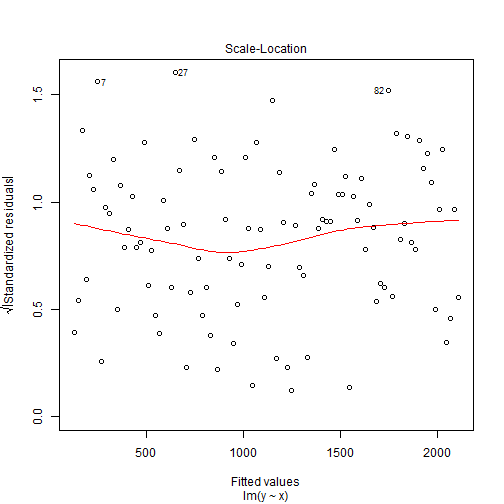 Scale-Location
7
27
82
√|Standardized residuals|
1.5
1.0
0.5
0.0
500
1000
1500
2000
Fitted values
lm(y ~ x)